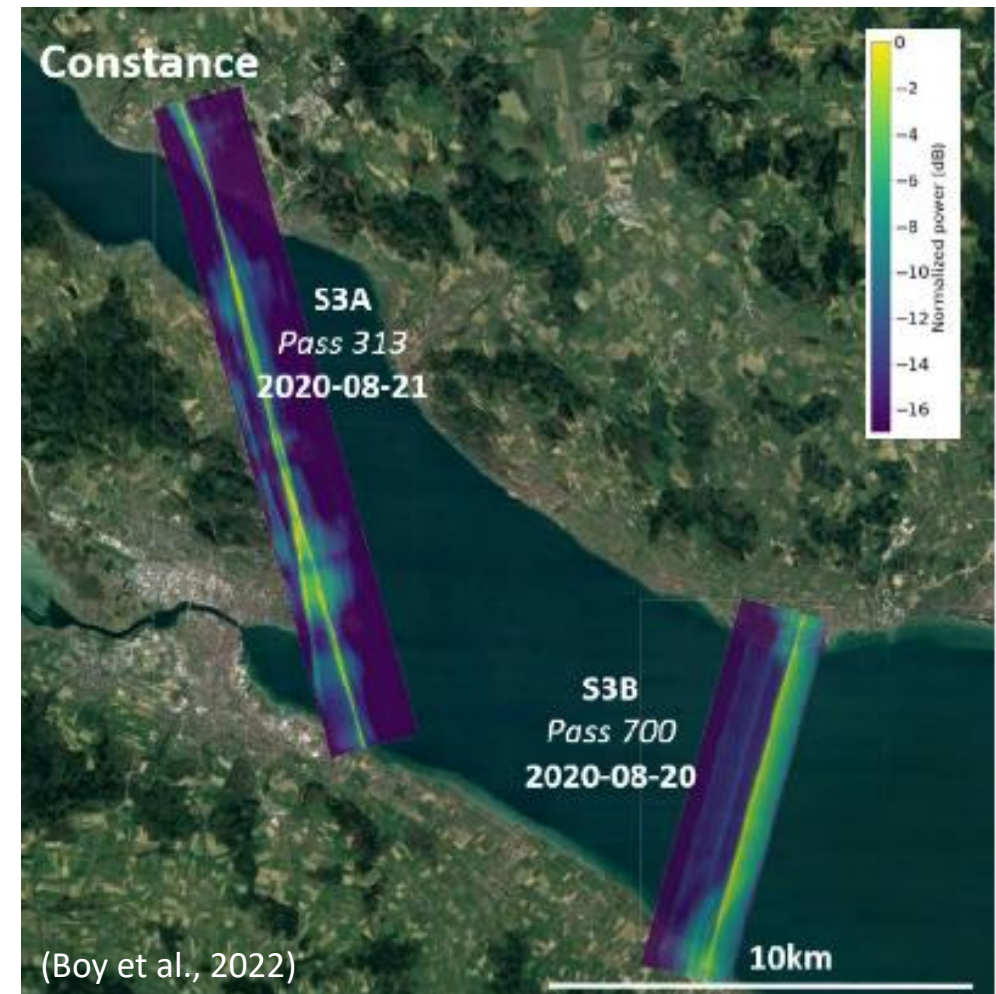 Constance
0
−2
−4
−6
−8
−10
−12
−14
−16
Normalized power (dB)
S3A
Pass 313
2020-08-21
S3B
Pass 700
2020-08-20
10km
(Boy et al., 2022)